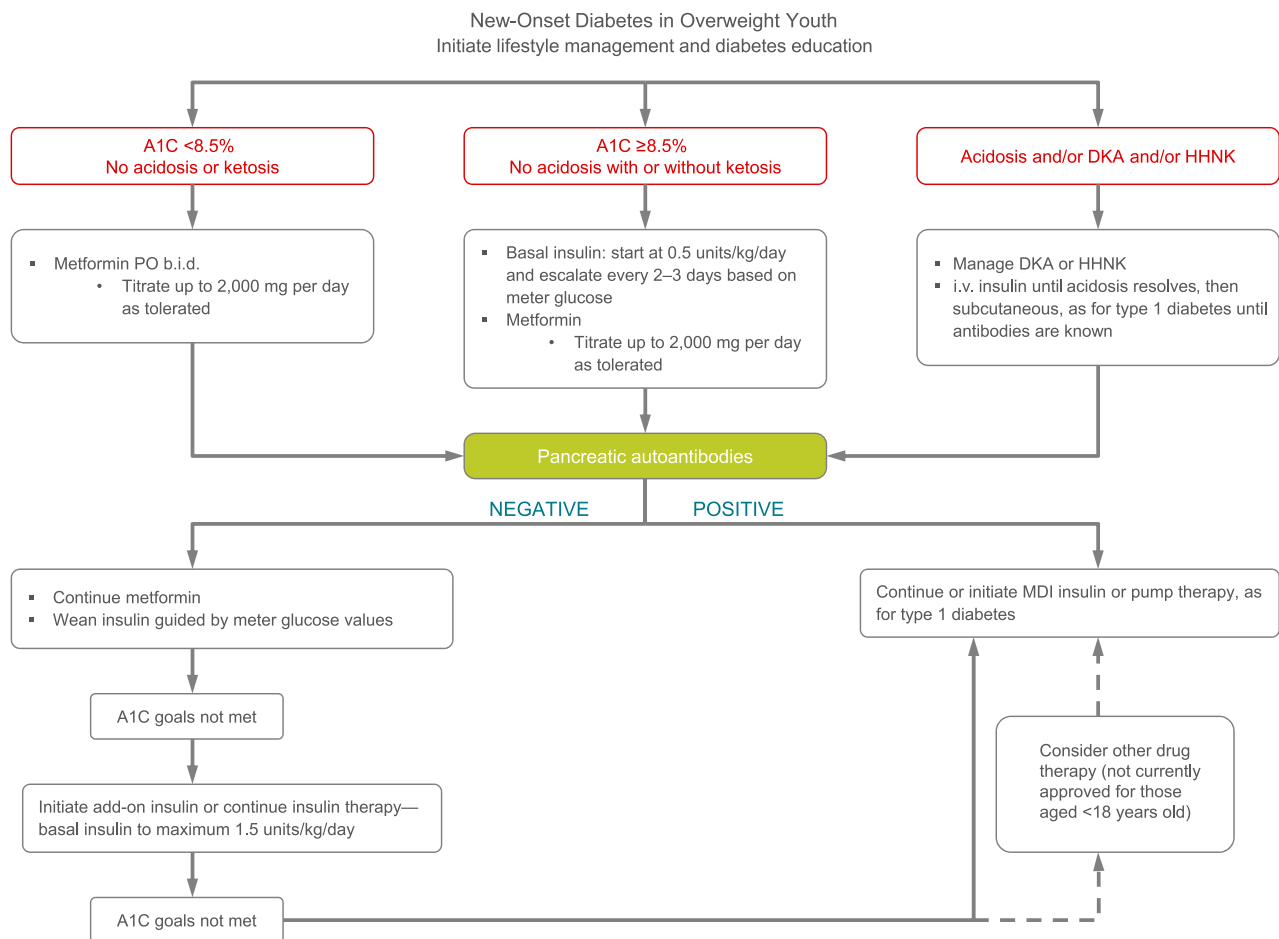 New-Onset Diabetes in Overweight Youth
Initiate lifestyle management and diabetes education
A1C <8.5%
No acidosis or ketosis
A1C ≥8.5%
No acidosis with or without ketosis
Acidosis and/or DKA and/or HHNK
▪ Metformin PO b.i.d.
• Titrate up to 2,000 mg per day
as tolerated
▪ Basal insulin: start at 0.5 units/kg/day
and escalate every 2–3 days based on
meter glucose
▪ Metformin
• Titrate up to 2,000 mg per day
as tolerated
▪ Manage DKA or HHNK
▪ i.v. insulin until acidosis resolves, then
subcutaneous, as for type 1 diabetes until
antibodies are known
Pancreatic autoantibodies
NEGATIVE
POSITIVE
▪ Continue metformin
▪ Wean insulin guided by meter glucose values
Continue or initiate MDI insulin or pump therapy, as
for type 1 diabetes
A1C goals not met
Consider other drug
therapy (not currently
approved for those
aged <18 years old)
Initiate add-on insulin or continue insulin therapy—
basal insulin to maximum 1.5 units/kg/day
A1C goals not met